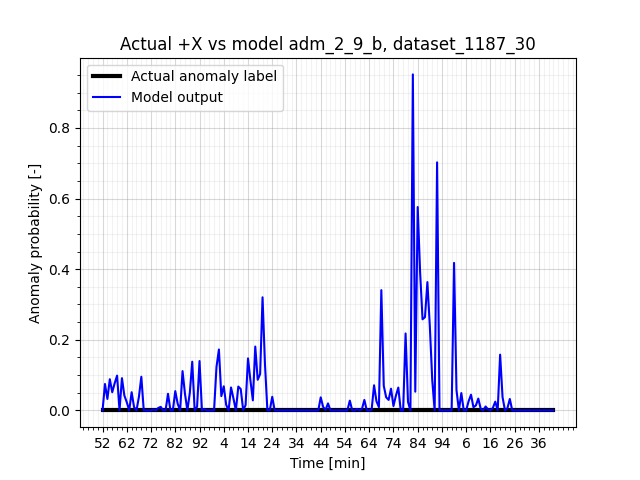 Actual +X vs model adm_2_9_b, dataset_1187_30
Actual anomaly label
Model output
Anomaly probability [-]
0.8
0.6
0.4
0.2
0.0
52 62 72 82 92 4 14 24 34 44 54 64 74 84 94 6 16 26 36
Time [min]